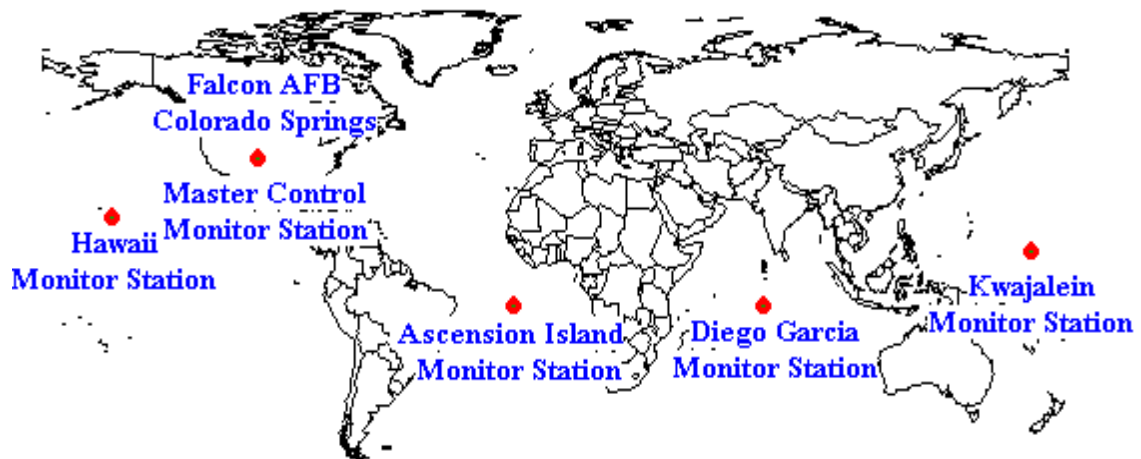 Falcon AFB
Colorado Springs
Master Control
Monitor Station
Hawaii
Monitor Station
Ascension Island
Monitor Station
Diego Garcia
Monitor Station
Kwajalein
Monitor Station